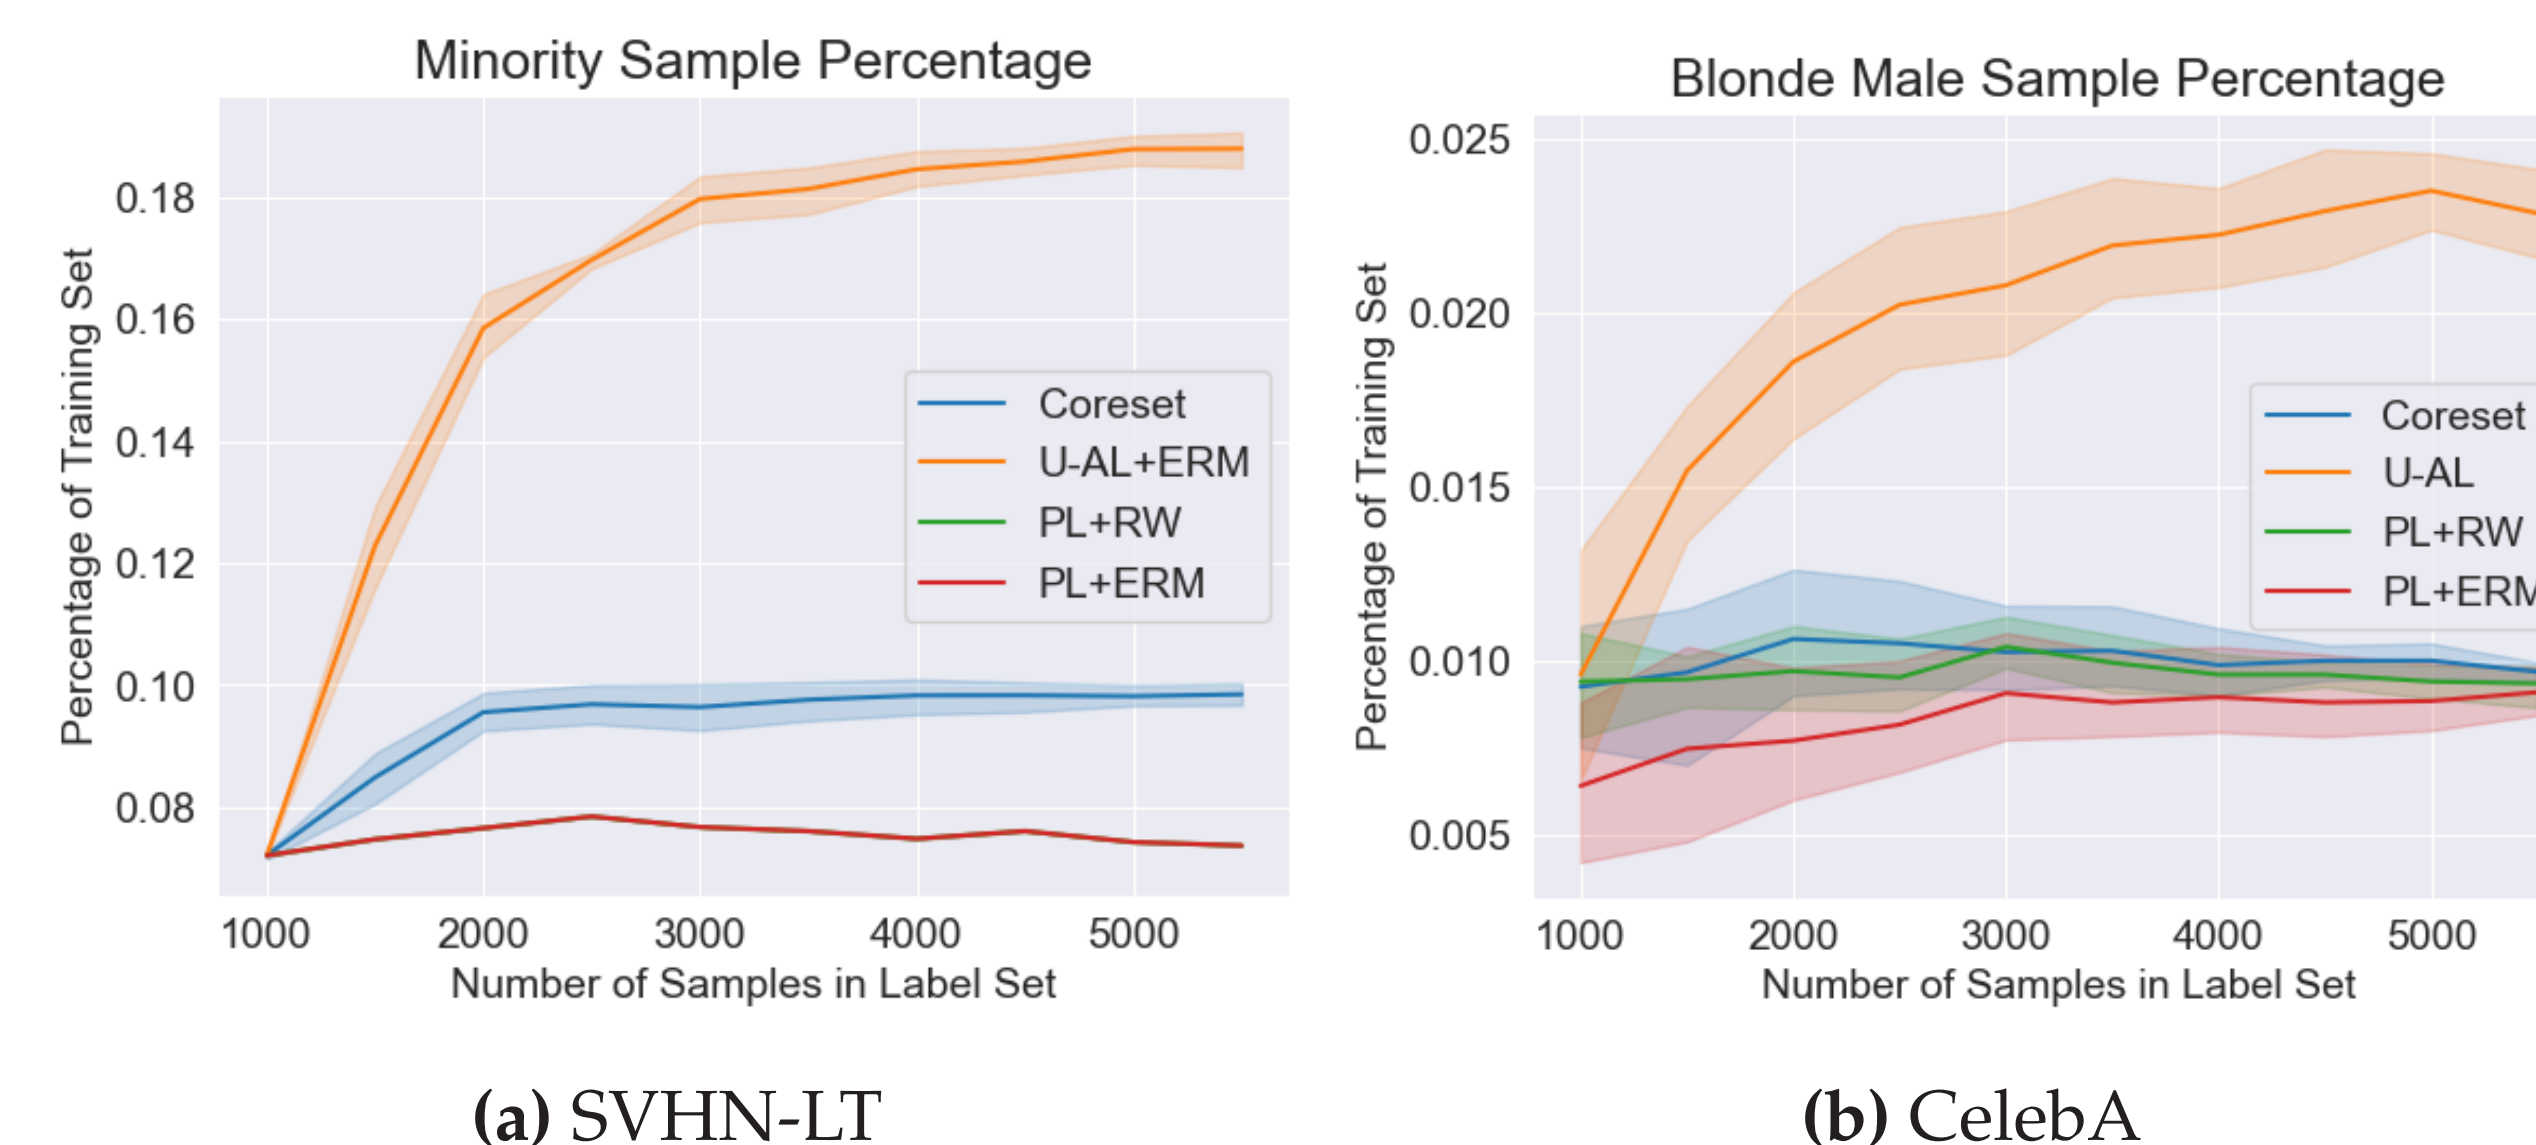 Minority Sample Percentage
Percentage of Training Set
0.18
0.16
0.14
0.12
0.10
0.08
Coreset
U-AL+ERM
PL+RW
PL+ERM
1000 2000 3000 4000 5000
Number of Samples in Label Set
(a) SVHN-LT
Blonde Male Sample Percentage
Percentage of Training Set
0.025
0.020
0.015
0.010
0.005
Coreset
U-AL
PL+RW
PL+ERM
1000 2000 3000 4000 5000
Number of Samples in Label Set
(b) CelebA